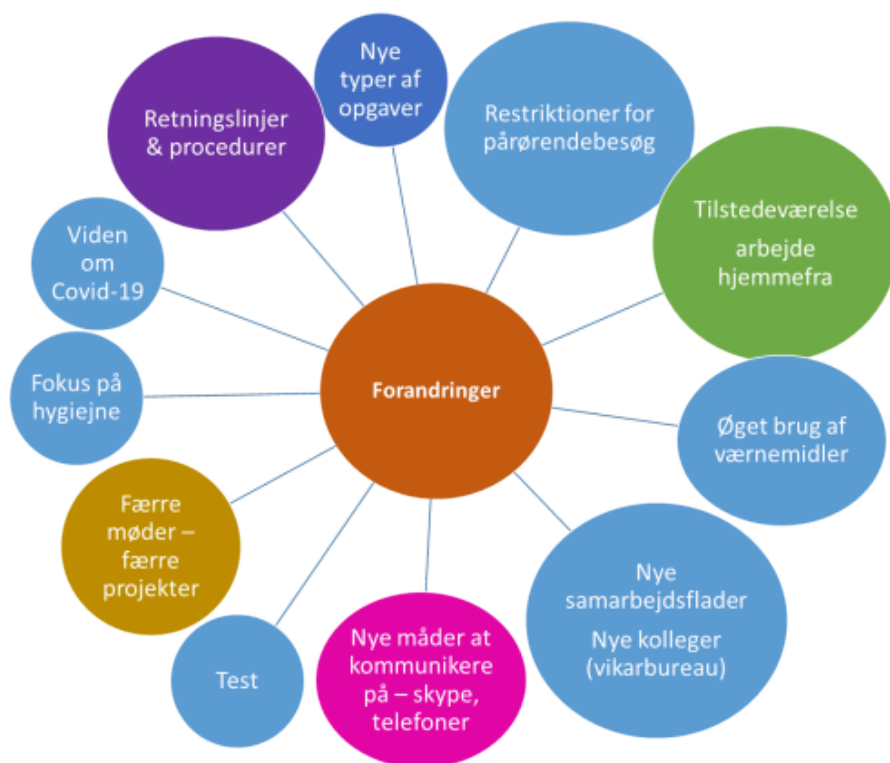 Nye
typer af
opgaver
Restriktioner for
pårørendebesøg
Tilstedeværelse
arbejde
hjemmefra
Øget brug af
værnemidler
Nye
samarbejdsflader
Nye kolleger
(vikarbureau)
Nye måder at
kommunikere
på – skype,
telefoner
Test
Færre
møder –
færre
projekter
Fokus på
hygiejne
Viden
om
Covid-19
Retningslinjer
& procedurer
Forandringer